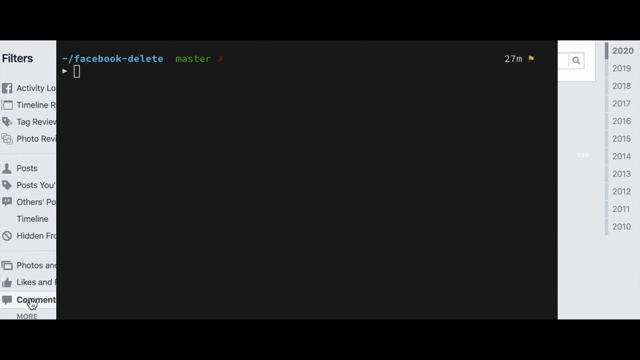 ~/facebook-delete master ✗ 27m ⚑
▸
Filters
Activity Lo
Timeline R
Tag Review
Photo Revi
Posts
Posts You'
Others' Po
Timeline
Hidden Fro
Photos and
Likes and R
Comment
MORE
2020
2019
2018
2017
2016
2015
2014
2013
2012
2011
2010